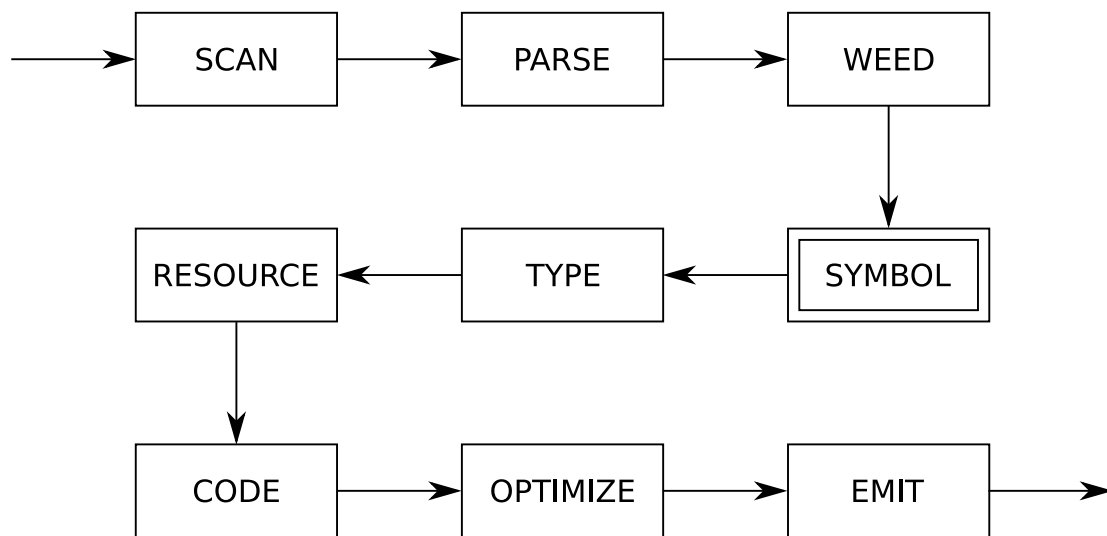 SCAN
PARSE
WEED
SYMBOL
TYPE
RESOURCE
CODE
OPTIMIZE
EMIT